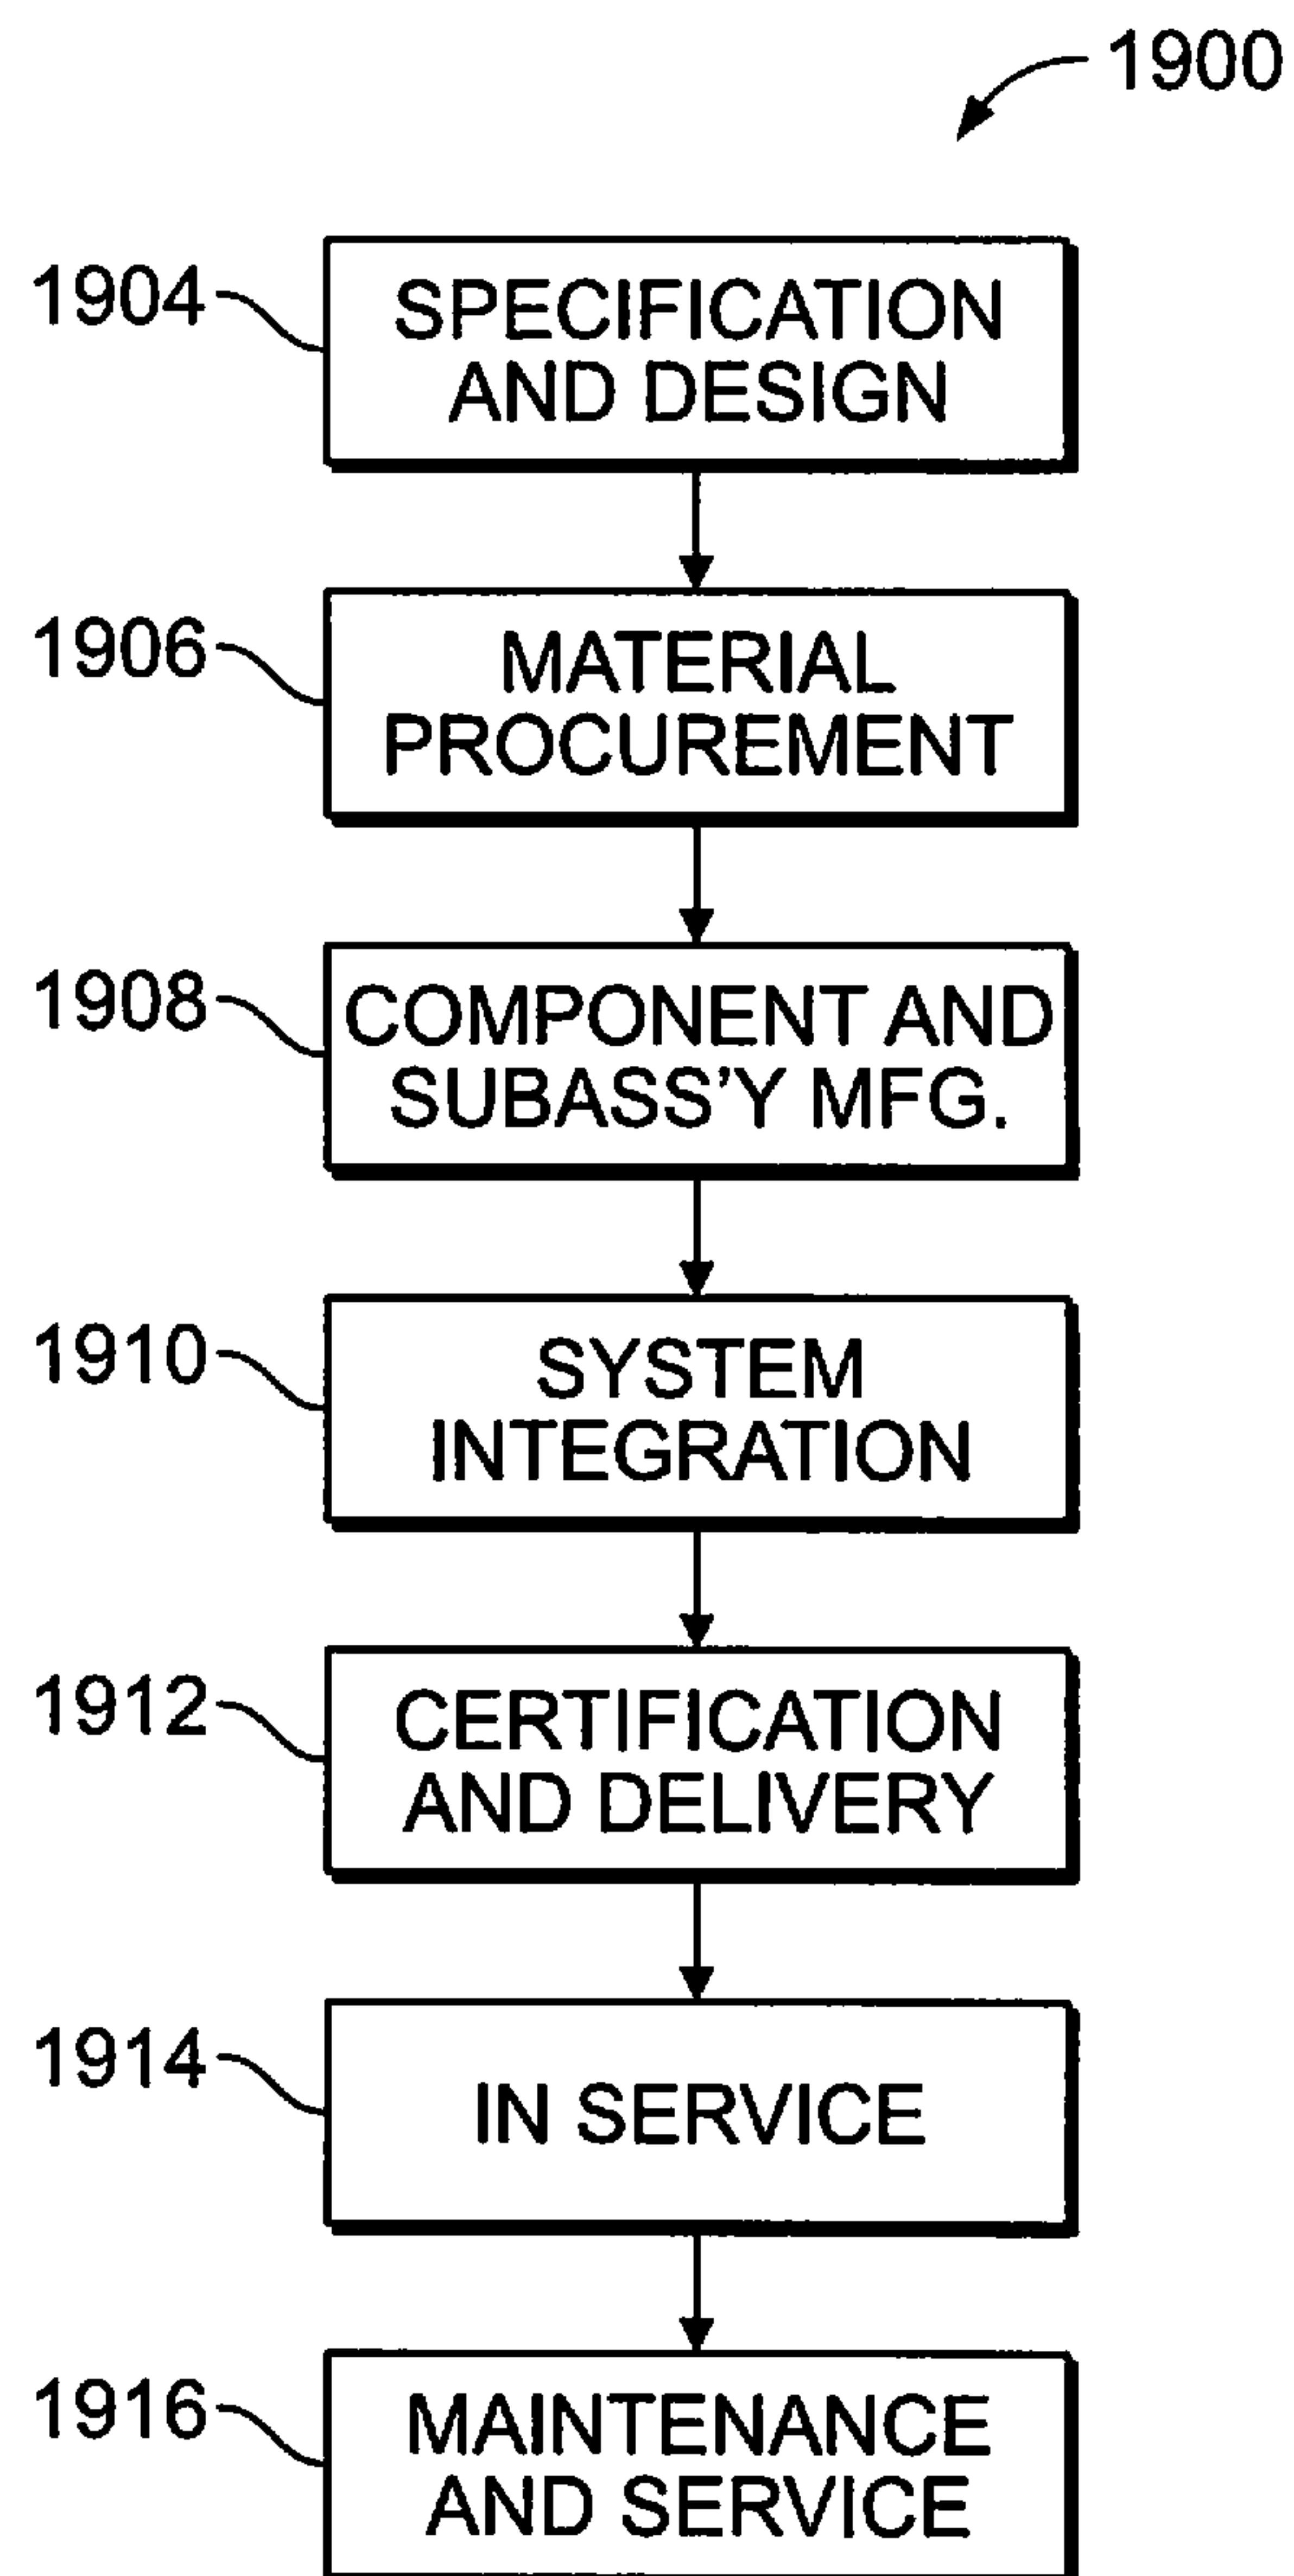 1900
1904
SPECIFICATION
AND DESIGN
1906
MATERIAL
PROCUREMENT
1908
COMPONENT AND
SUBASS'Y MFG.
1910
SYSTEM
INTEGRATION
1912
CERTIFICATION
AND DELIVERY
1914
IN SERVICE
1916
MAINTENANCE
AND SERVICE